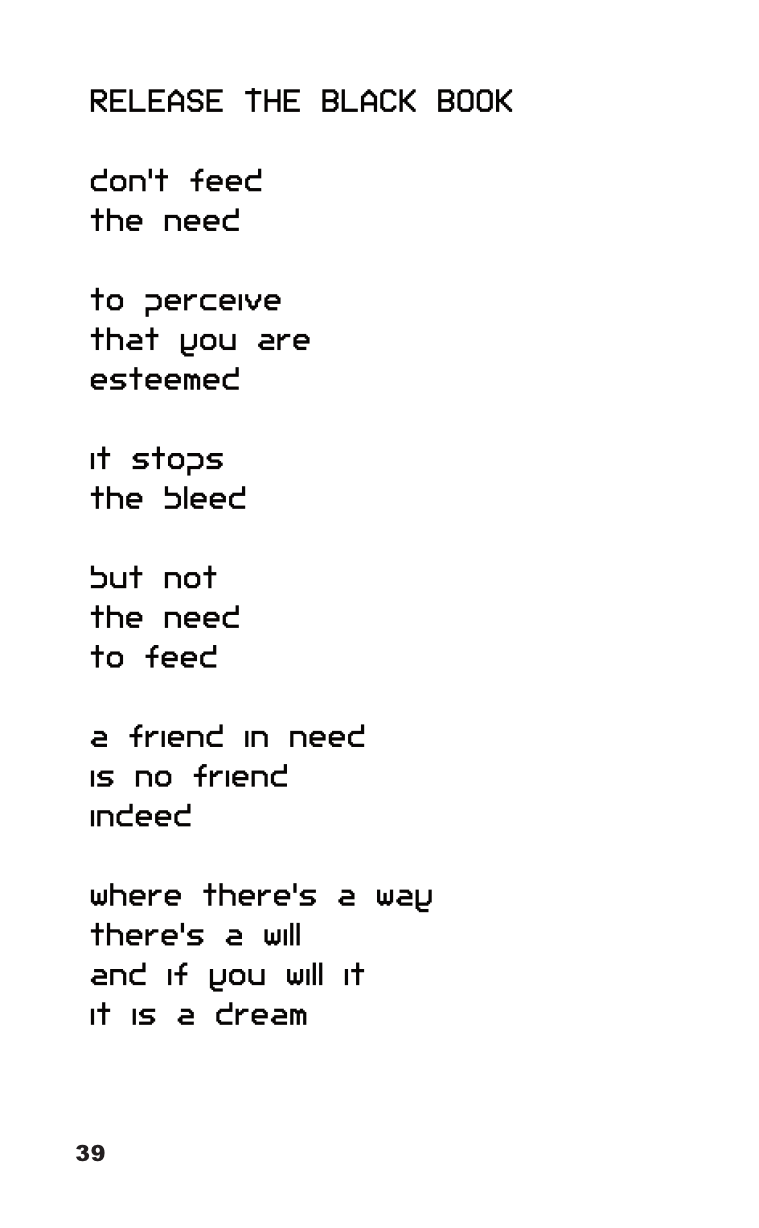 RELEASE THE BLACK BOOK
don't feed
the need
to perceive
that you are
esteemed
it stops
the bleed
but not
the need
to feed
a friend in need
is no friend
indeed
where there's a way
there's a will
and if you will it
it is a dream
39